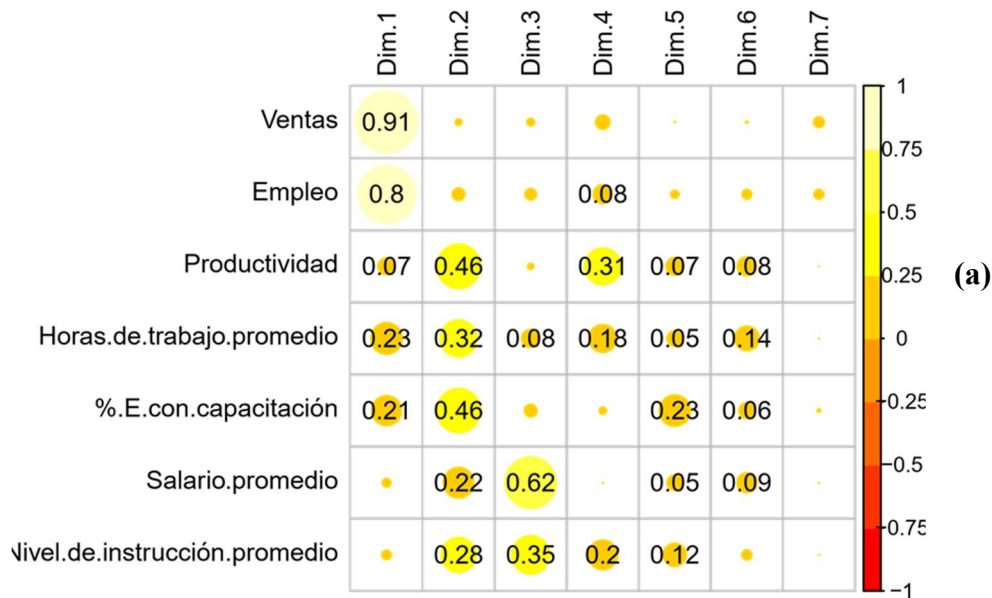 Dim.1 Dim.2 Dim.3 Dim.4 Dim.5 Dim.6 Dim.7
Ventas 0.91
Empleo 0.8 0.08
Productividad 0.07 0.46 0.31 0.07 0.08
Horas.de.trabajo.promedio 0.23 0.32 0.08 0.18 0.05 0.14
%.E.con.capacitación 0.21 0.46 0.23 0.06
Salario.promedio 0.22 0.62 0.05 0.09
Nivel.de.instrucción.promedio 0.28 0.35 0.2 0.12
1
0.75
0.5
0.25
0
−0.25
−0.5
−0.75
−1
(a)